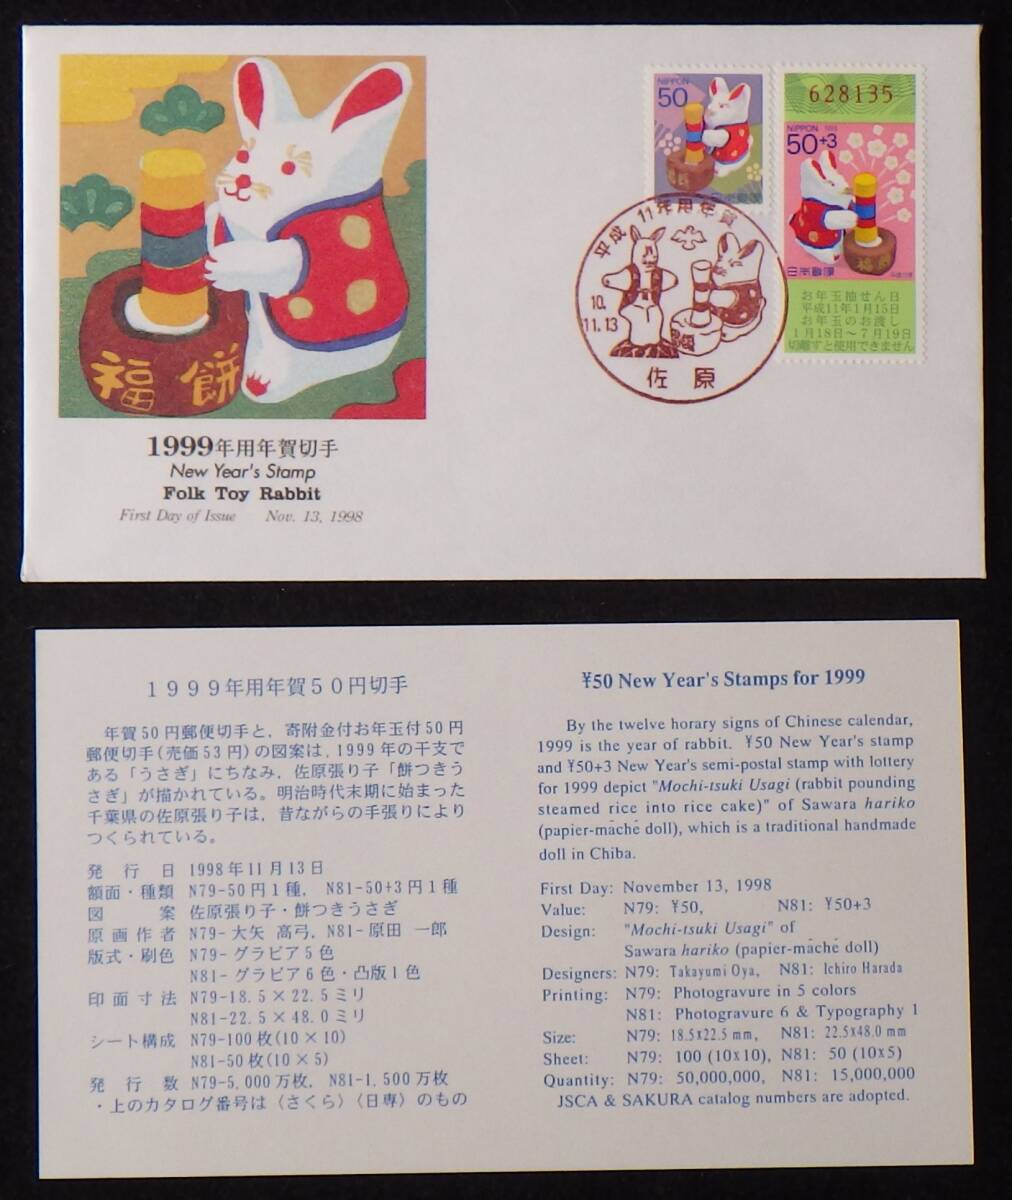 福餅
1999年用年賀切手
New Year's Stamp
Folk Toy Rabbit
First Day of Issue Nov. 13, 1998
NIPPON
50
福餅
628135
NIPPON 1999
50+3
福餅
日本郵便
お年玉抽せん日
平成11年1月15日
お年玉のお渡し
1月18日～7月19日
切離すと使用できません
平成11年用年賀
10.
11.13
佐原
1999年用年賀50円切手
年賀50円郵便切手と，寄附金付お年玉付50円
郵便切手(売価53円)の図案は，1999年の干支で
ある「うさぎ」にちなみ，佐原張り子「餅つきう
さぎ」が描かれている。明治時代末期に始まった
千葉県の佐原張り子は，昔ながらの手張りにより
つくられている。
発行日 1998年11月13日
額面・種類 N79-50円1種， N81-50+3円1種
図案 佐原張り子・餅つきうさぎ
原画作者 N79-大矢 高弓，N81-原田 一郎
版式・刷色 N79-グラビア5色
N81-グラビア6色・凸版1色
印面寸法 N79-18.5×22.5ミリ
N81-22.5×48.0ミリ
シート構成 N79-100枚(10×10)
N81-50枚(10×5)
発行数 N79-5,000万枚，N81-1,500万枚
・上のカタログ番号は〈さくら〉〈日専〉のもの
¥50 New Year's Stamps for 1999
By the twelve horary signs of Chinese calendar,
1999 is the year of rabbit. ¥50 New Year's stamp
and ¥50+3 New Year's semi-postal stamp with lottery
for 1999 depict "Mochi-tsuki Usagi (rabbit pounding
steamed rice into rice cake)" of Sawara hariko
(papier-māchē doll), which is a traditional handmade
doll in Chiba.
First Day: November 13, 1998
Value: N79: ¥50, N81: ¥50+3
Design: "Mochi-tsuki Usagi" of
Sawara hariko (papier-māchē doll)
Designers: N79: Takayumi Oya, N81: Ichiro Harada
Printing: N79: Photogravure in 5 colors
N81: Photogravure 6 & Typography 1
Size: N79: 18.5x22.5 mm, N81: 22.5x48.0 mm
Sheet: N79: 100 (10x10), N81: 50 (10x5)
Quantity: N79: 50,000,000, N81: 15,000,000
JSCA & SAKURA catalog numbers are adopted.